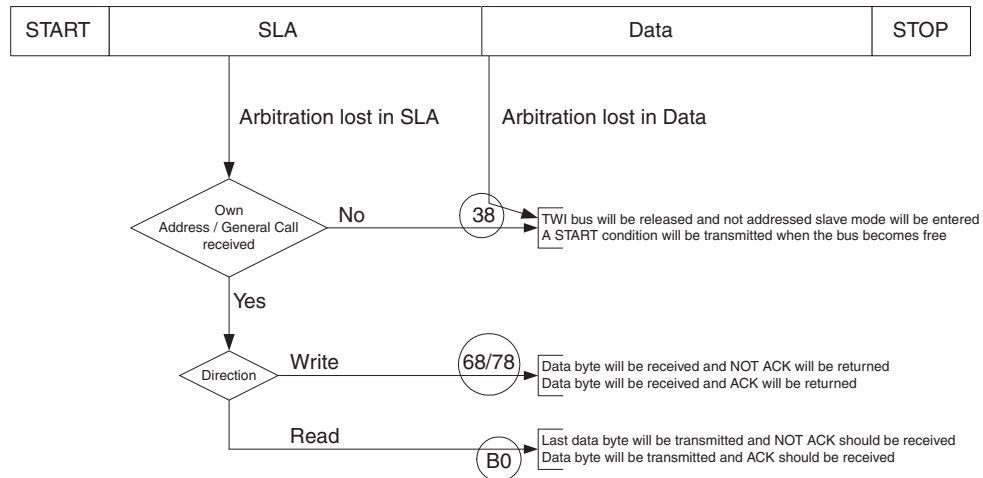 START SLA Data STOP
Arbitration lost in SLA Arbitration lost in Data
Own
Address / General Call
received
No
38
TWI bus will be released and not addressed slave mode will be entered
A START condition will be transmitted when the bus becomes free
Yes
Direction
Write
68/78
Data byte will be received and NOT ACK will be returned
Data byte will be received and ACK will be returned
Read
B0
Last data byte will be transmitted and NOT ACK should be received
Data byte will be transmitted and ACK should be received